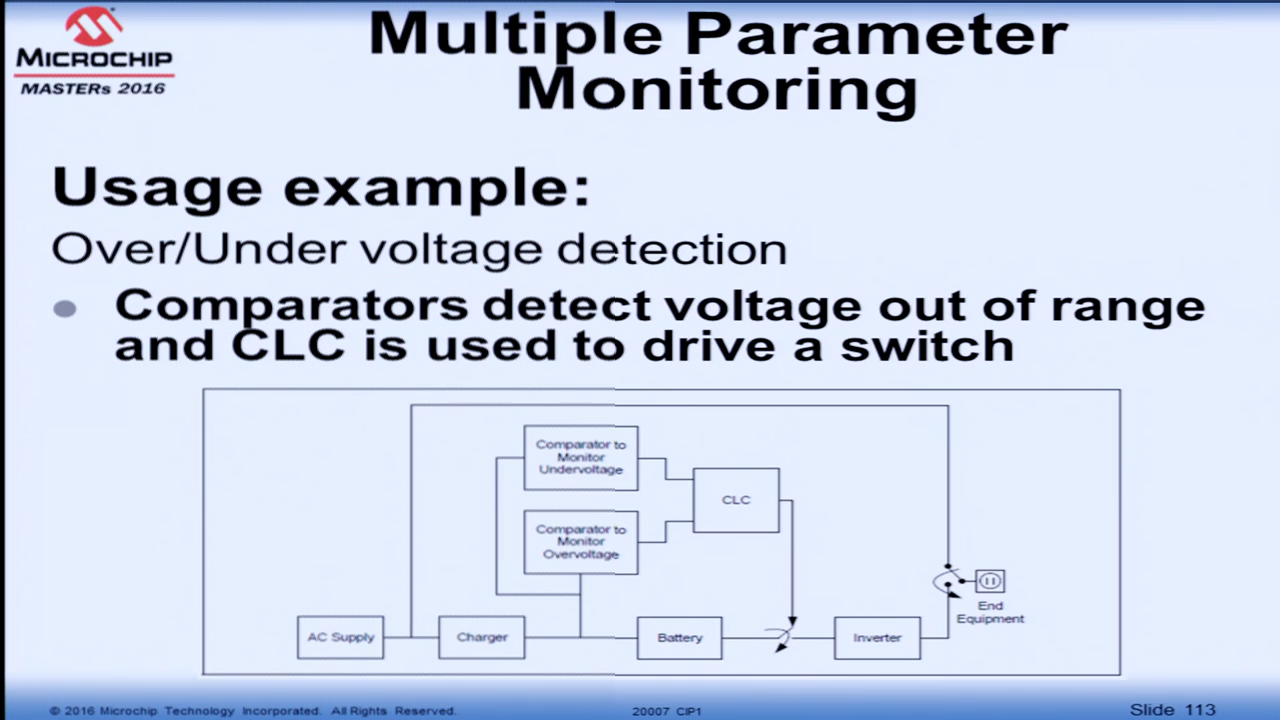 MICROCHIP
MASTERs 2016
Multiple Parameter
Monitoring
Usage example:
Over/Under voltage detection
Comparators detect voltage out of range
and CLC is used to drive a switch
Comparator to
Monitor
Undervoltage
CLC
Comparator to
Monitor
Overvoltage
AC Supply
Charger
Battery
Inverter
End
Equipment
© 2016 Microchip Technology Incorporated. All Rights Reserved.
20007 CIP1
Slide 113